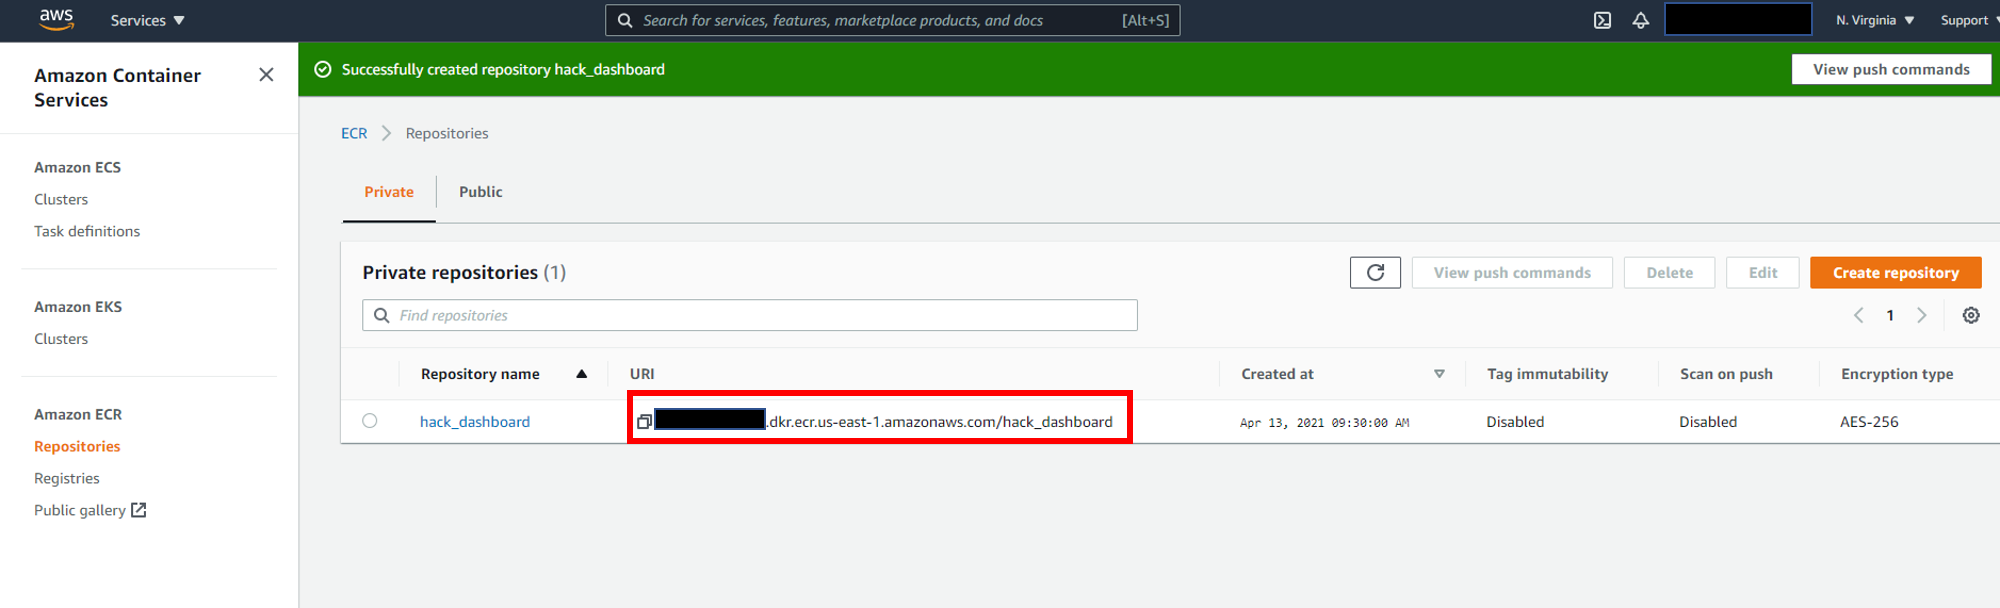 aws Services Search for services, features, marketplace products, and docs [Alt+S] N. Virginia Support
Amazon Container
Services
Successfully created repository hack_dashboard View push commands
ECR Repositories
Amazon ECS
Clusters
Task definitions
Private Public
Amazon EKS
Clusters
Private repositories (1) View push commands Delete Edit Create repository
Find repositories 1
Repository name URI Created at Tag immutability Scan on push Encryption type
hack_dashboard .dkr.ecr.us-east-1.amazonaws.com/hack_dashboard Apr 13, 2021 09:30:00 AM Disabled Disabled AES-256
Amazon ECR
Repositories
Registries
Public gallery